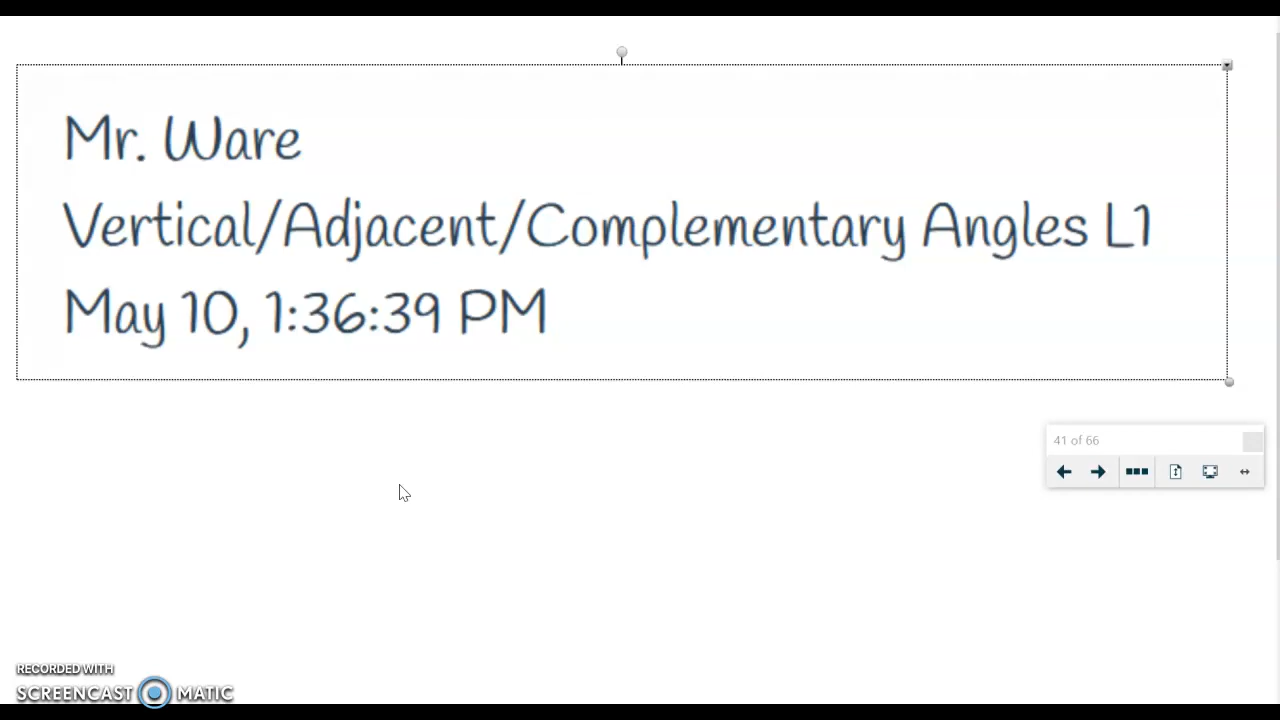 Mr. Ware
Vertical/Adjacent/Complementary Angles L1
May 10, 1:36:39 PM
41 of 66
RECORDED WITH
SCREENCAST MATIC